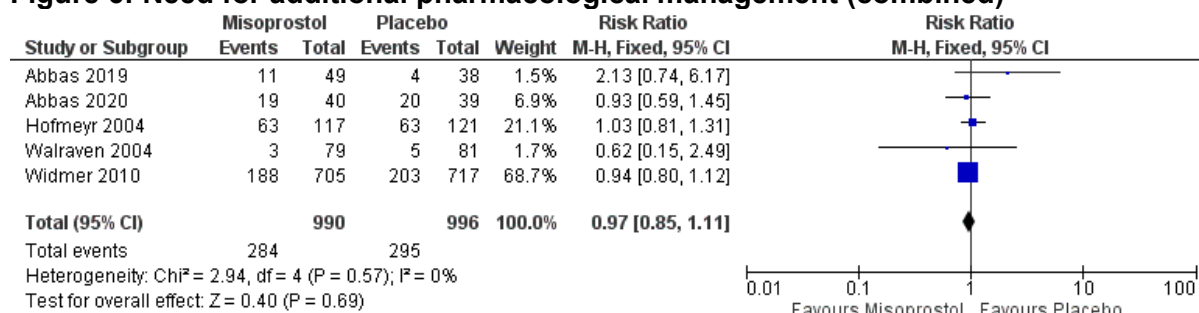 Figure 6: Need for additional pharmacological management (combined)
Misoprostol Placebo Risk Ratio Risk Ratio
Study or Subgroup Events Total Events Total Weight M-H, Fixed, 95% CI M-H, Fixed, 95% CI
Abbas 2019 11 49 4 38 1.5% 2.13 [0.74, 6.17]
Abbas 2020 19 40 20 39 6.9% 0.93 [0.59, 1.45]
Hofmeyr 2004 63 117 63 121 21.1% 1.03 [0.81, 1.31]
Walraven 2004 3 79 5 81 1.7% 0.62 [0.15, 2.49]
Widmer 2010 188 705 203 717 68.7% 0.94 [0.80, 1.12]
Total (95% CI) 990 996 100.0% 0.97 [0.85, 1.11]
Total events 284 295
Heterogeneity: Chi² = 2.94, df = 4 (P = 0.57); I² = 0%
Test for overall effect: Z = 0.40 (P = 0.69)
0.01 0.1 1 10 100
Favours Misoprostol Favours Placebo